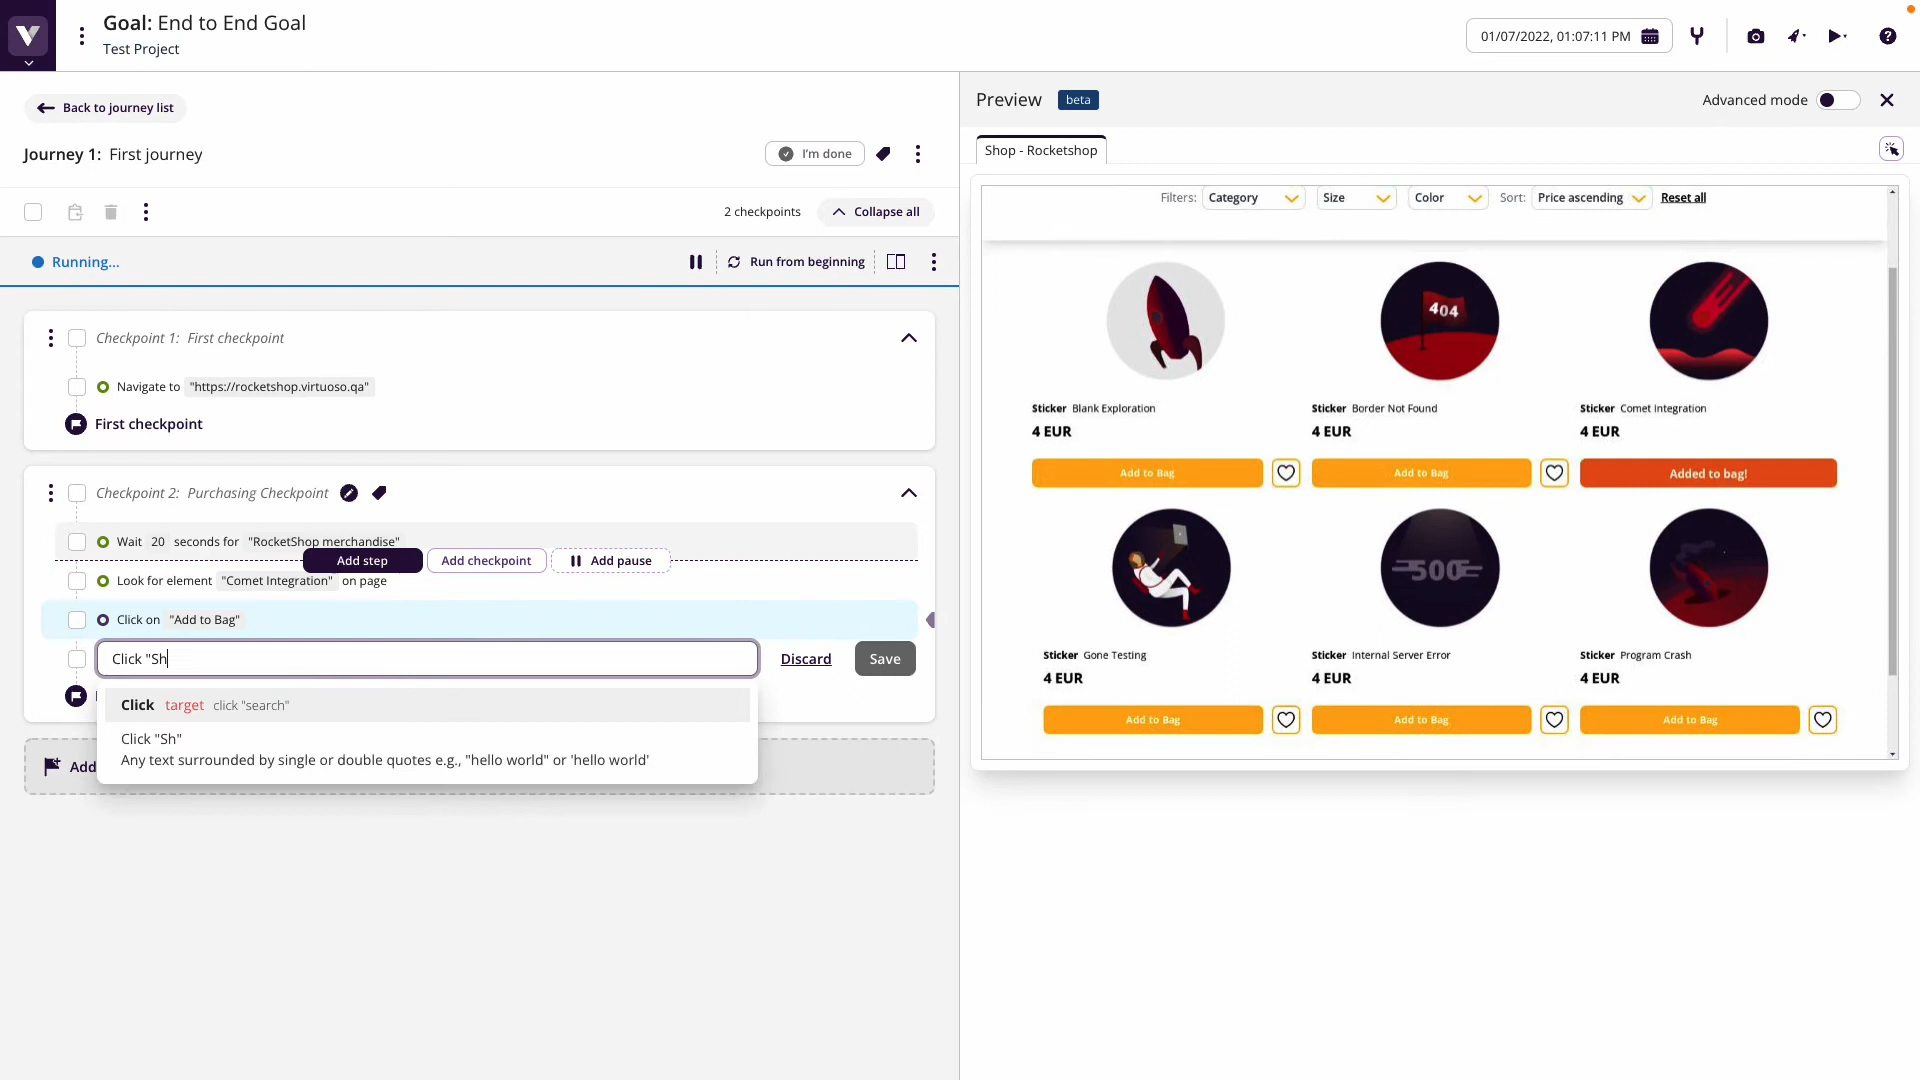 Goal: End to End Goal
Test Project
01/07/2022, 01:07:11 PM
Back to journey list
Journey 1: First journey
I'm done
2 checkpoints
Collapse all
Running...
Run from beginning
Checkpoint 1: First checkpoint
Navigate to "https://rocketshop.virtuoso.qa"
First checkpoint
Checkpoint 2: Purchasing Checkpoint
Wait 20 seconds for "RocketShop merchandise"
Add step
Add checkpoint
Add pause
Look for element "Comet Integration" on page
Click on "Add to Bag"
Click "Sh
Discard
Save
Click target click "search"
Click "Sh"
Any text surrounded by single or double quotes e.g., "hello world" or 'hello world'
Add
Preview
beta
Advanced mode
Shop - Rocketshop
Filters: Category Size Color Sort: Price ascending Reset all
404
Sticker Blank Exploration
4 EUR
Add to Bag
Sticker Border Not Found
4 EUR
Add to Bag
Sticker Comet Integration
4 EUR
Added to bag!
500
Sticker Gone Testing
4 EUR
Add to Bag
Sticker Internal Server Error
4 EUR
Add to Bag
Sticker Program Crash
4 EUR
Add to Bag